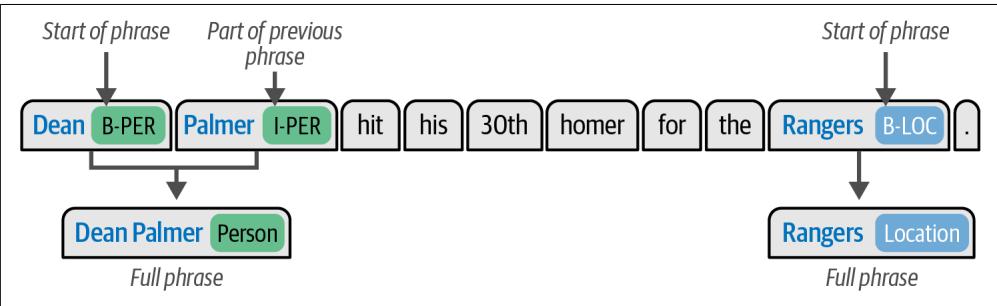 Start of phrase
Part of previous
phrase
Start of phrase
Dean B-PER Palmer I-PER hit his 30th homer for the Rangers B-LOC .
Dean Palmer Person
Rangers Location
Full phrase
Full phrase